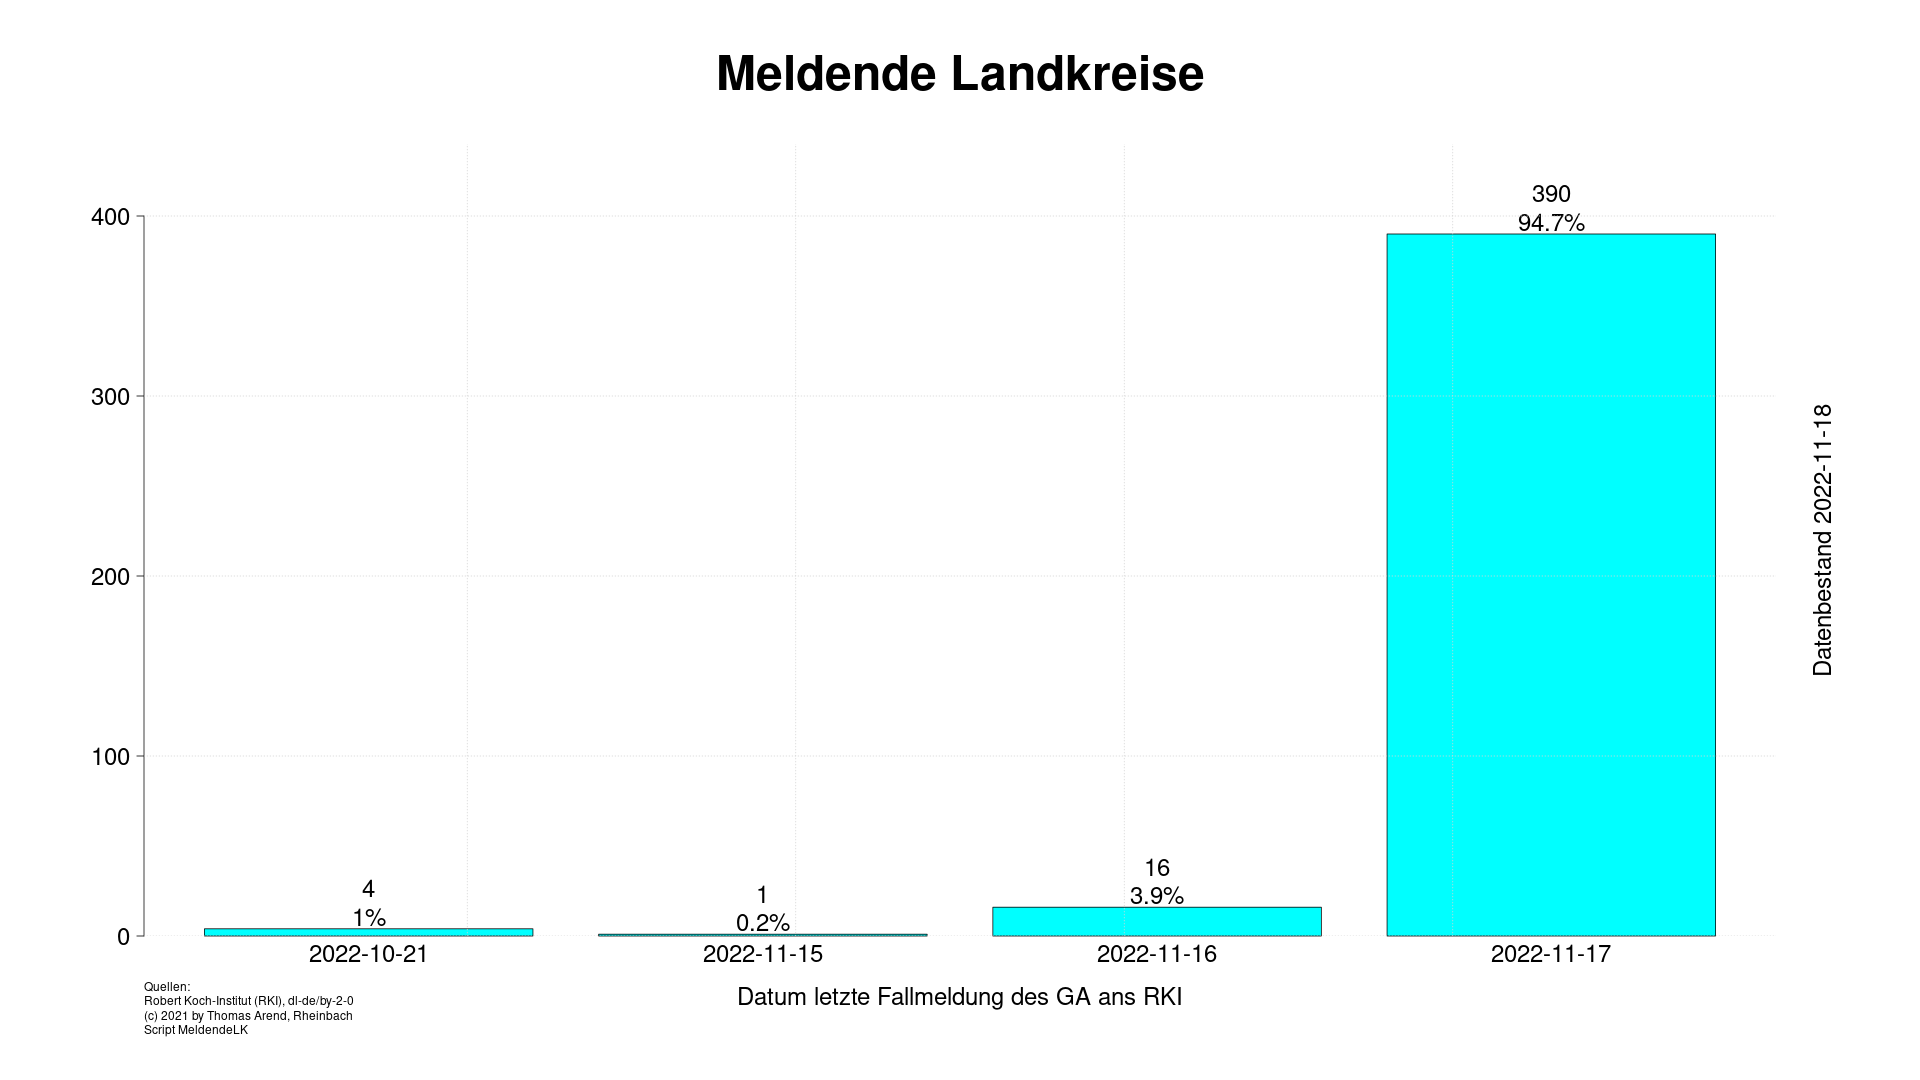 Meldende Landkreise
390
94.7%
400
300
200
100
0
16
3.9%
4
1%
1
0.2%
2022-10-21
2022-11-15
2022-11-16
2022-11-17
Datum letzte Fallmeldung des GA ans RKI
Datenbestand 2022-11-18
Quellen:
Robert Koch-Institut (RKI), dl-de/by-2-0
(c) 2021 by Thomas Arend, Rheinbach
Script MeldendeLK